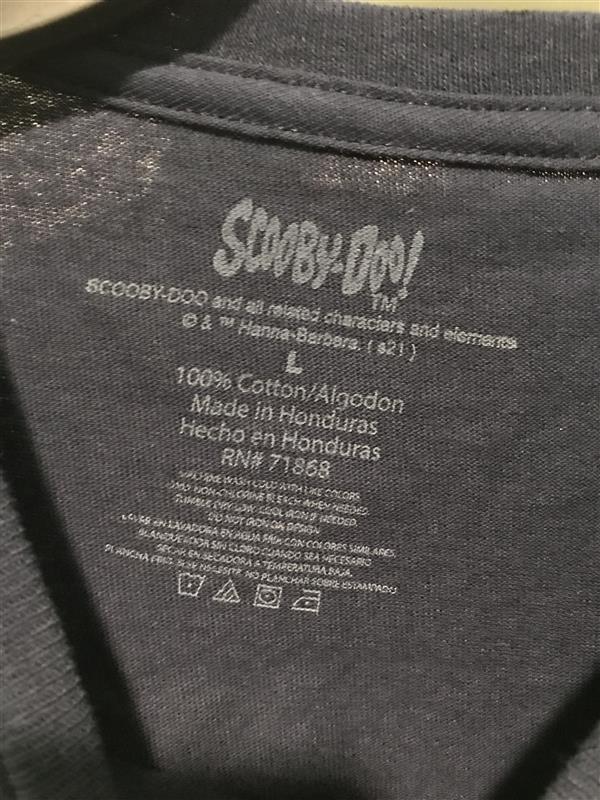 SCOOBY-DOO!
TM
SCOOBY-DOO and all related characters and elements
© & ™ Hanna-Barbera. ( s21 )
L
100% Cotton/Algodon
Made in Honduras
Hecho en Honduras
RN# 71868
MACHINE WASH COLD WITH LIKE COLORS
ONLY NON-CHLORINE BLEACH WHEN NEEDED.
TUMBLE DRY LOW. COOL IRON IF NEEDED.
DO NOT IRON ON DESIGN
LAVAR EN LAVADORA EN AGUA FRIA CON COLORES SIMILARES.
BLANQUEADOR SIN CLORO CUANDO SEA NECESARIO
SECAR EN SECADORA A TEMPERATURA BAJA.
PLANCHA FRIA, NECESITE. NO PLANCHAR SOBRE ESTAMPADO